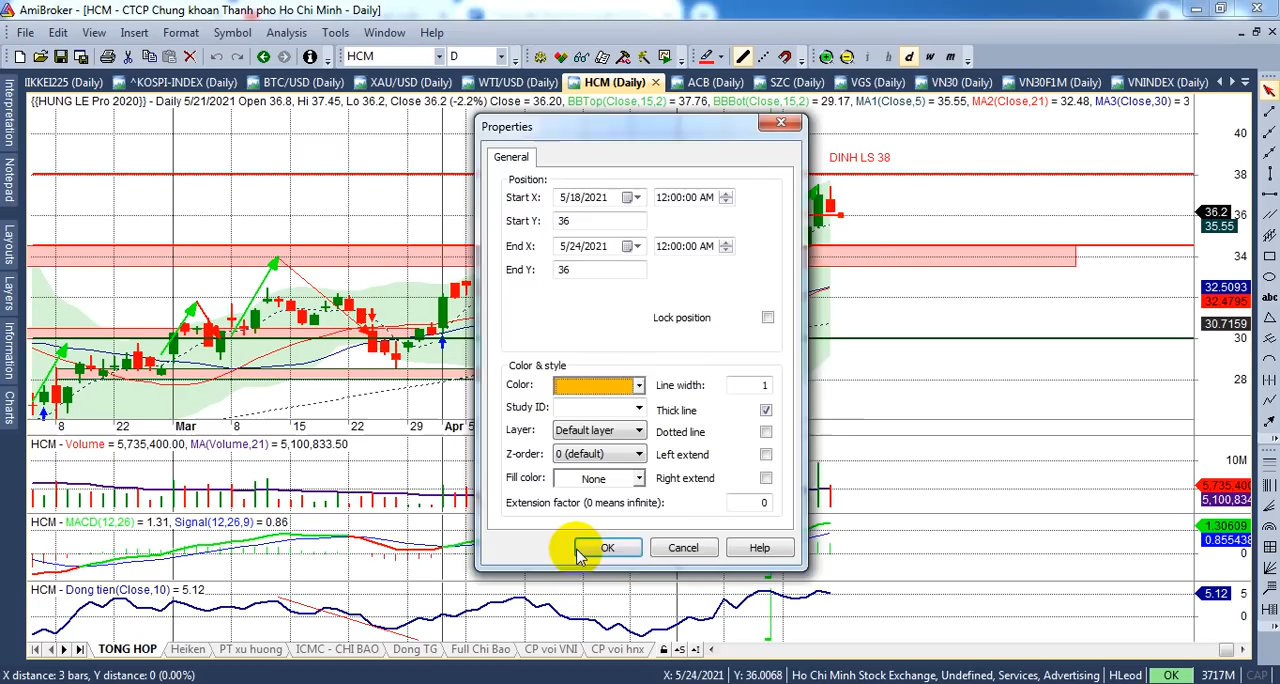 AmiBroker - [HCM - CTCP Chung khoan Thanh pho Ho Chi Minh - Daily]
File Edit View Insert Format Symbol Analysis Tools Window Help
HCM D i h d w m
IIKKEI225 (Daily) ^KOSPI-INDEX (Daily) BTC/USD (Daily) XAU/USD (Daily) WTI/USD (Daily) HCM (Daily) ACB (Daily) SZC (Daily) VGS (Daily) VN30 (Daily) VN30F1M (Daily) VNINDEX (Daily)
{{HUNG LE Pro 2020}} - Daily 5/21/2021 Open 36.8, Hi 37.45, Lo 36.2, Close 36.2 (-2.2%) Close = 36.20, BBTop(Close,15,2) = 37.76, BBBot(Close,15,2) = 29.17, MA1(Close,5) = 35.55, MA2(Close,21) = 32.48, MA3(Close,30) = 3
Interpretation
Notepad
Layouts
Layers
Information
Charts
Properties
General
Position:
Start X: 5/18/2021 12:00:00 AM
Start Y: 36
End X: 5/24/2021 12:00:00 AM
End Y: 36
Lock position
Color & style
Color: Line width: 1
Study ID: Thick line
Layer: Default layer Dotted line
Z-order: 0 (default) Left extend
Fill color: None Right extend
Extension factor (0 means infinite): 0
OK Cancel Help
DINH LS 38
40
38
36.2
36
35.55
34
32.5093
32.4795
30.7159
30
28
abc
8 22 Mar 8 15 22 29 Apr 5
HCM - Volume = 5,735,400.00, MA(Volume,21) = 5,100,833.50
10M
5,735,400
5,100,834
HCM - MACD(12,26) = 1.31, Signal(12,26,9) = 0.86
1.30609
0.855438
0
HCM - Dong tien(Close,10) = 5.12
5.12
0
TONG HOP Heiken PT xu huong ICMC - CHI BAO Dong TG Full Chi Bao CP voi VNI CP voi hnx
X distance: 3 bars, Y distance: 0 (0.00%) X: 5/24/2021 Y: 36.0068 Ho Chi Minh Stock Exchange, Undefined, Services, Advertising HLeod OK 3717M CAP